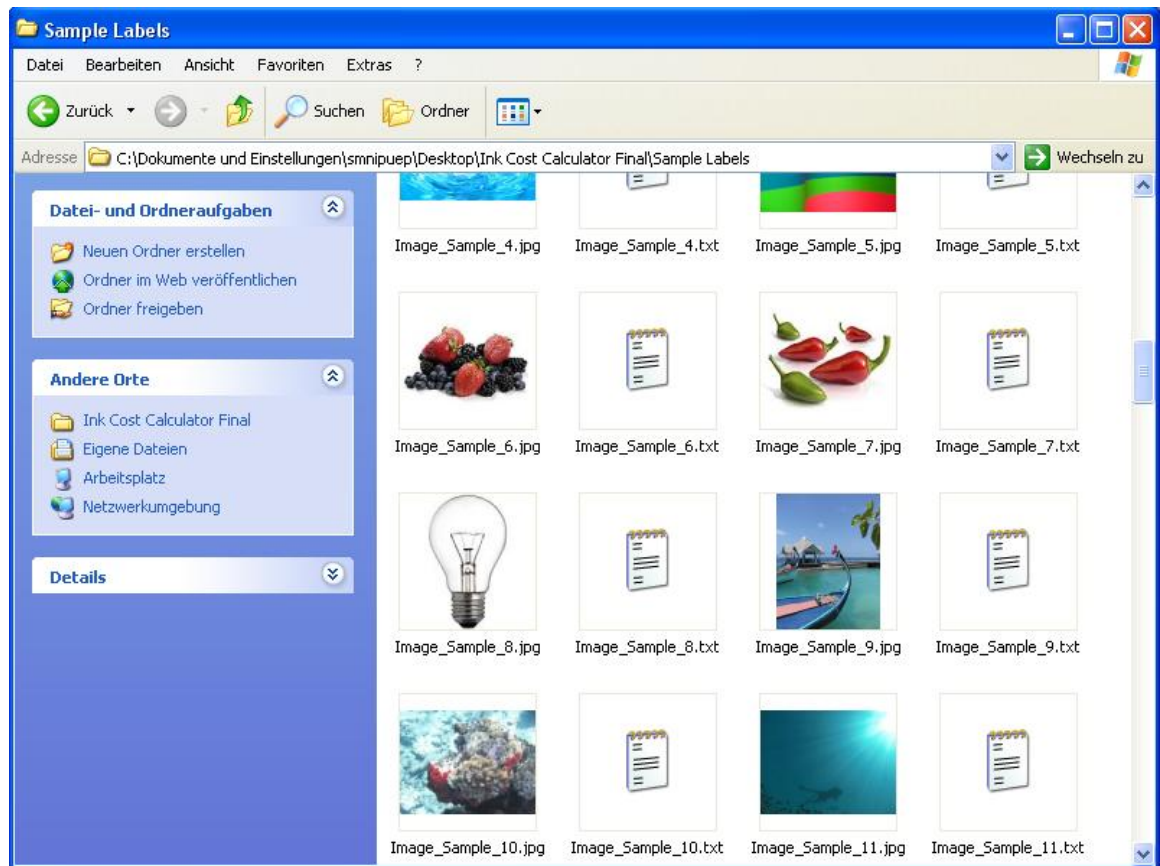 Sample Labels
Datei Bearbeiten Ansicht Favoriten Extras ?
Zurück Suchen Ordner
Adresse C:\Dokumente und Einstellungen\smnipuep\Desktop\Ink Cost Calculator Final\Sample Labels Wechseln zu
Datei- und Ordneraufgaben
Neuen Ordner erstellen
Ordner im Web veröffentlichen
Ordner freigeben
Andere Orte
Ink Cost Calculator Final
Eigene Dateien
Arbeitsplatz
Netzwerkumgebung
Details
Image_Sample_4.jpg Image_Sample_4.txt Image_Sample_5.jpg Image_Sample_5.txt
Image_Sample_6.jpg Image_Sample_6.txt Image_Sample_7.jpg Image_Sample_7.txt
Image_Sample_8.jpg Image_Sample_8.txt Image_Sample_9.jpg Image_Sample_9.txt
Image_Sample_10.jpg Image_Sample_10.txt Image_Sample_11.jpg Image_Sample_11.txt